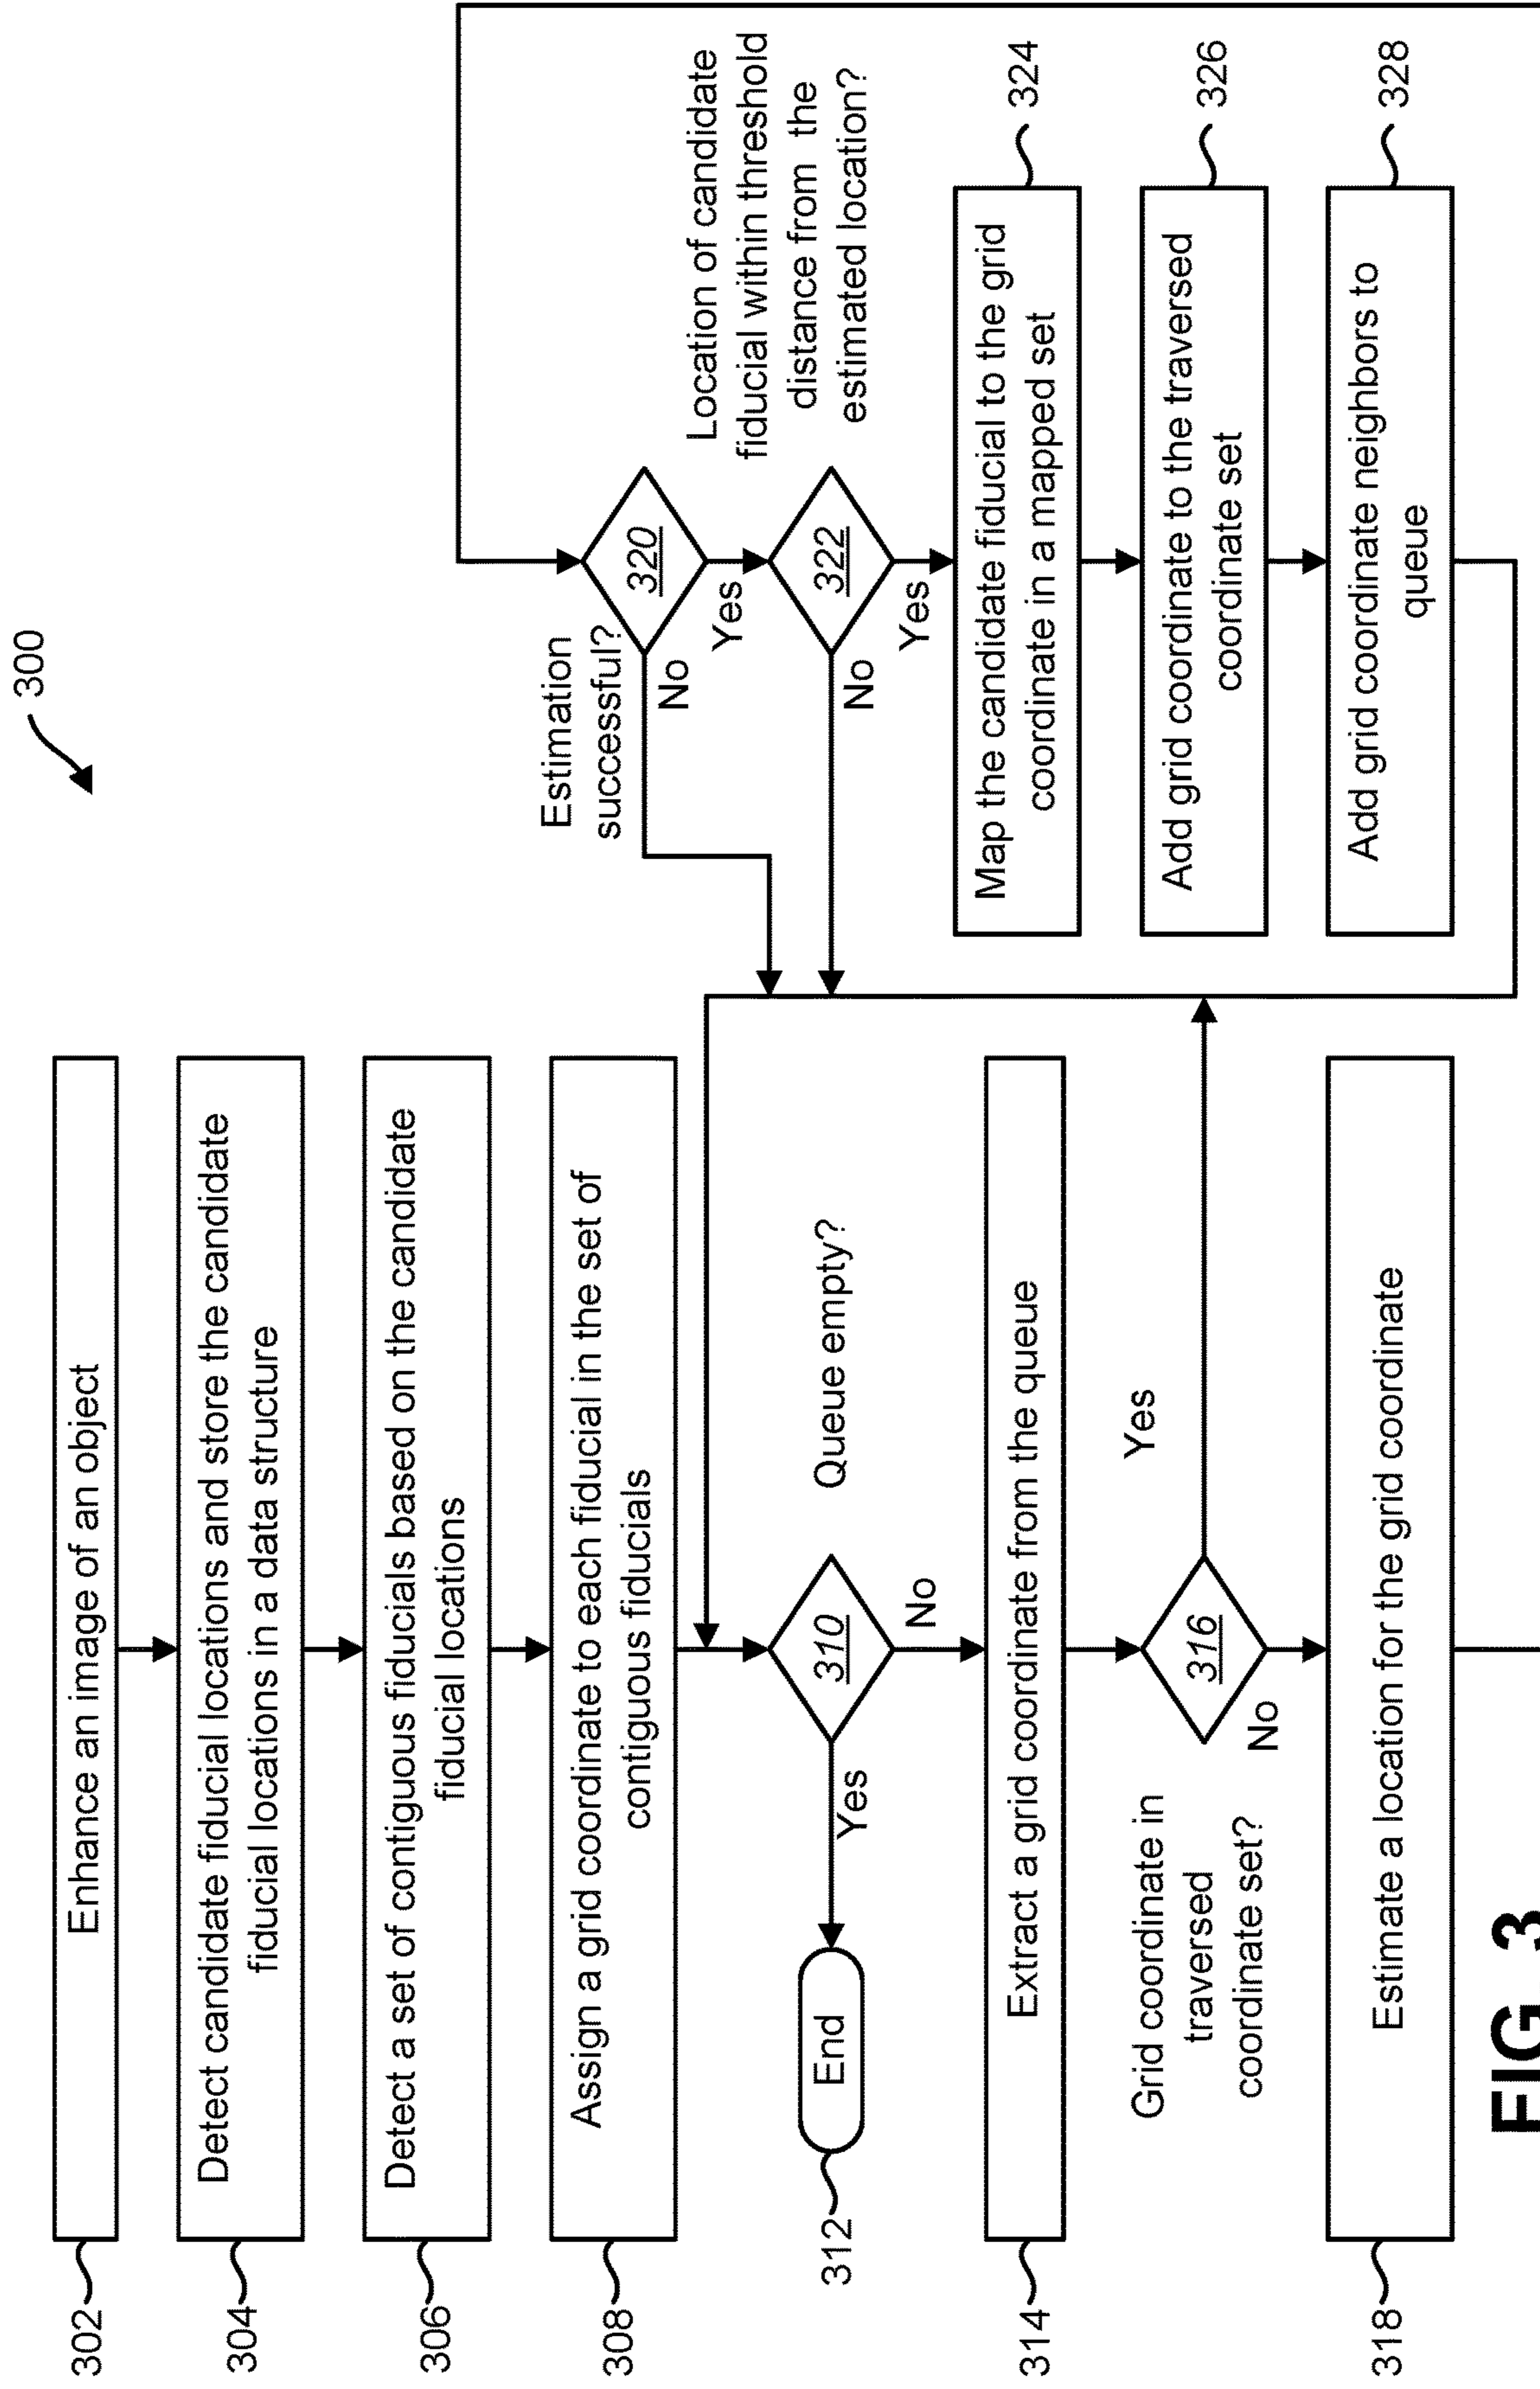 300
302
Enhance an image of an object
304
Detect candidate fiducial locations and store the candidate
fiducial locations in a data structure
306
Detect a set of contiguous fiducials based on the candidate
fiducial locations
308
Assign a grid coordinate to each fiducial in the set of
contiguous fiducials
310
Queue empty?
Yes
No
312
End
314
Extract a grid coordinate from the queue
316
Grid coordinate in
traversed
coordinate set?
Yes
No
318
Estimate a location for the grid coordinate
Estimation
successful?
320
No
Yes
Location of candidate
fiducial within threshold
distance from the
estimated location?
322
No
Yes
Map the candidate fiducial to the grid
coordinate in a mapped set
324
Add grid coordinate to the traversed
coordinate set
326
Add grid coordinate neighbors to
queue
328
FIG 3